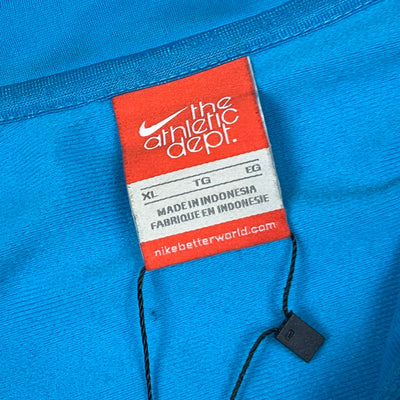 the
athletic
dept.
XL TG EG
MADE IN INDONESIA
FABRIQUE EN INDONESIE
nikebetterworld.com